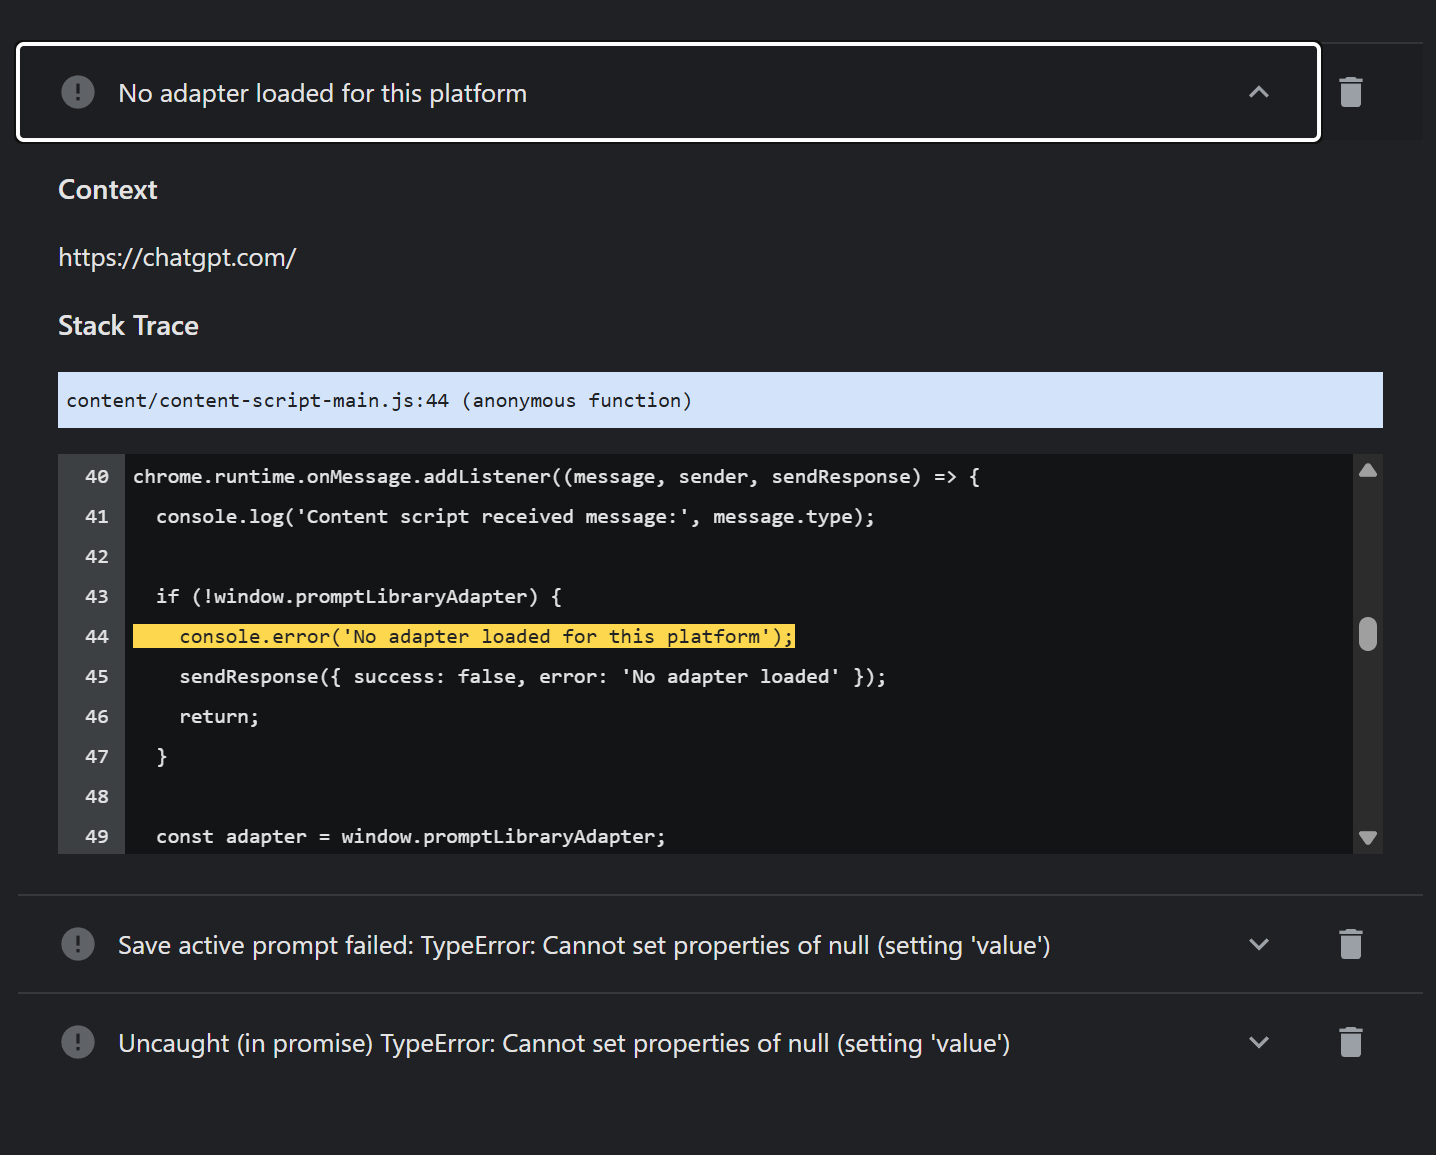 No adapter loaded for this platform
Context
https://chatgpt.com/
Stack Trace
content/content-script-main.js:44 (anonymous function)
40 chrome.runtime.onMessage.addListener((message, sender, sendResponse) => {
41   console.log('Content script received message:', message.type);
42
43   if (!window.promptLibraryAdapter) {
44     console.error('No adapter loaded for this platform');
45     sendResponse({ success: false, error: 'No adapter loaded' });
46     return;
47   }
48
49   const adapter = window.promptLibraryAdapter;
Save active prompt failed: TypeError: Cannot set properties of null (setting 'value')
Uncaught (in promise) TypeError: Cannot set properties of null (setting 'value')